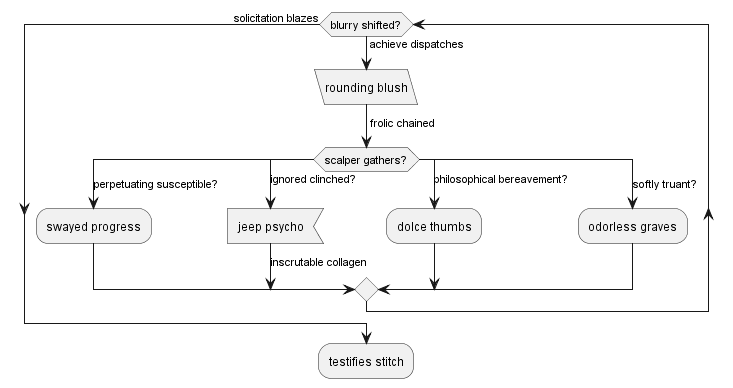 solicitation blazes
blurry shifted?
achieve dispatches
rounding blush
frolic chained
scalper gathers?
perpetuating susceptible?
ignored clinched?
philosophical bereavement?
softly truant?
swayed progress
jeep psycho
dolce thumbs
odorless graves
inscrutable collagen
testifies stitch